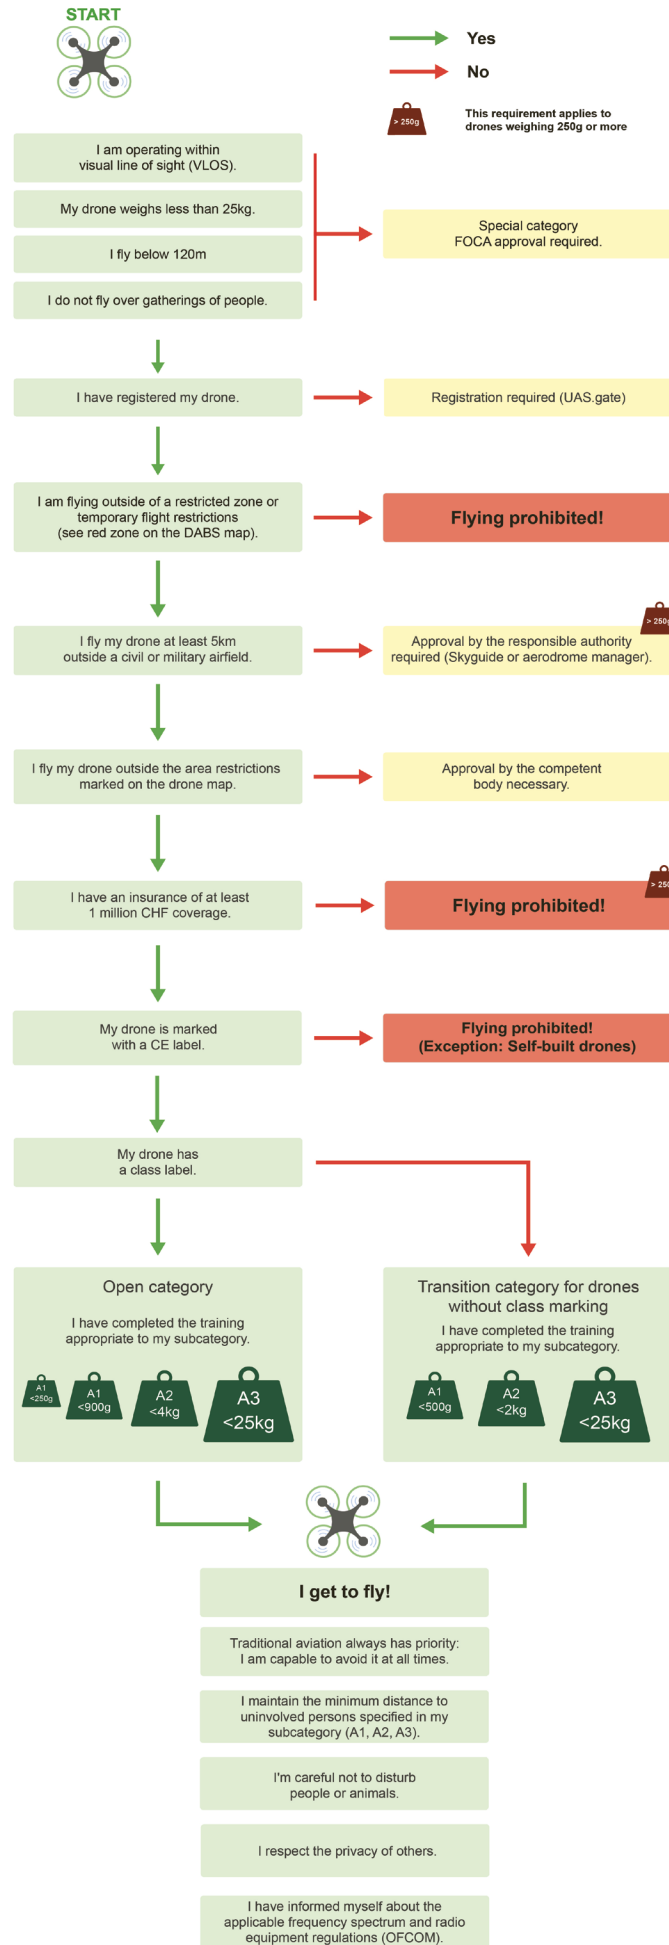 START
Yes
No
> 250g
This requirement applies to
drones weighing 250g or more
I am operating within
visual line of sight (VLOS).
My drone weighs less than 25kg.
I fly below 120m
I do not fly over gatherings of people.
Special category
FOCA approval required.
I have registered my drone.
Registration required (UAS.gate)
I am flying outside of a restricted zone or
temporary flight restrictions
(see red zone on the DABS map).
Flying prohibited!
I fly my drone at least 5km
outside a civil or military airfield.
> 250g
Approval by the responsible authority
required (Skyguide or aerodrome manager).
I fly my drone outside the area restrictions
marked on the drone map.
Approval by the competent
body necessary.
I have an insurance of at least
1 million CHF coverage.
> 250
Flying prohibited!
My drone is marked
with a CE label.
Flying prohibited!
(Exception: Self-built drones)
My drone has
a class label.
Open category
I have completed the training
appropriate to my subcategory.
A1
<250g
A1
<900g
A2
<4kg
A3
<25kg
Transition category for drones
without class marking
I have completed the training
appropriate to my subcategory.
A1
<500g
A2
<2kg
A3
<25kg
I get to fly!
Traditional aviation always has priority:
I am capable to avoid it at all times.
I maintain the minimum distance to
uninvolved persons specified in my
subcategory (A1, A2, A3).
I'm careful not to disturb
people or animals.
I respect the privacy of others.
I have informed myself about the
applicable frequency spectrum and radio
equipment regulations (OFCOM).